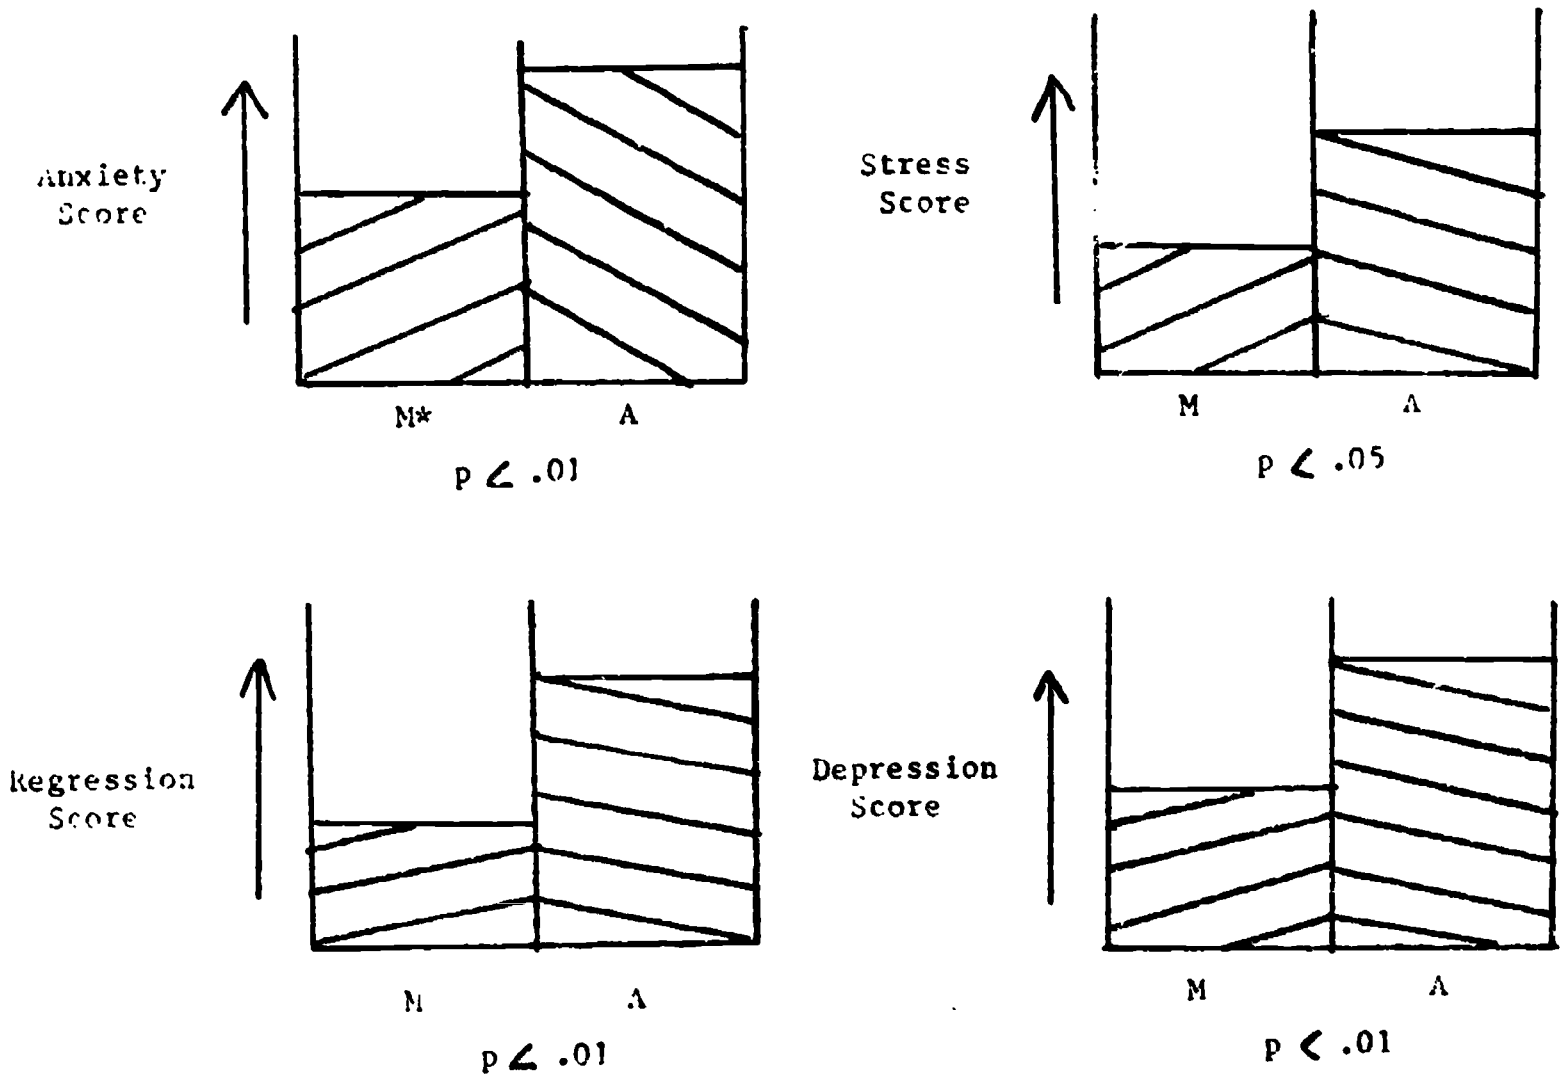 Anxiety
Score
M* A
p < .01
Stress
Score
M A
p < .05
Regression
Score
M A
p < .01
Depression
Score
M A
p < .01